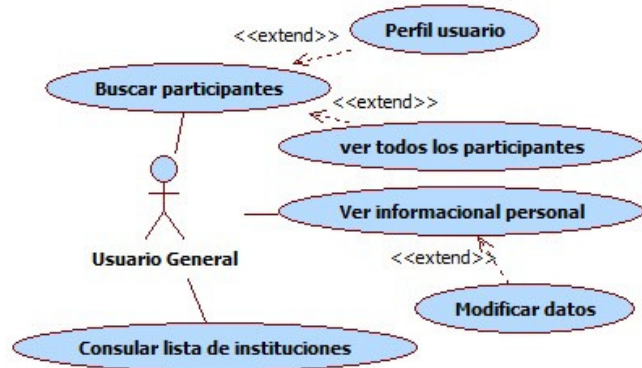 Perfil usuario
<<extend>>
Buscar participantes
<<extend>>
ver todos los participantes
Ver informacional personal
Usuario General
<<extend>>
Modificar datos
Consular lista de instituciones